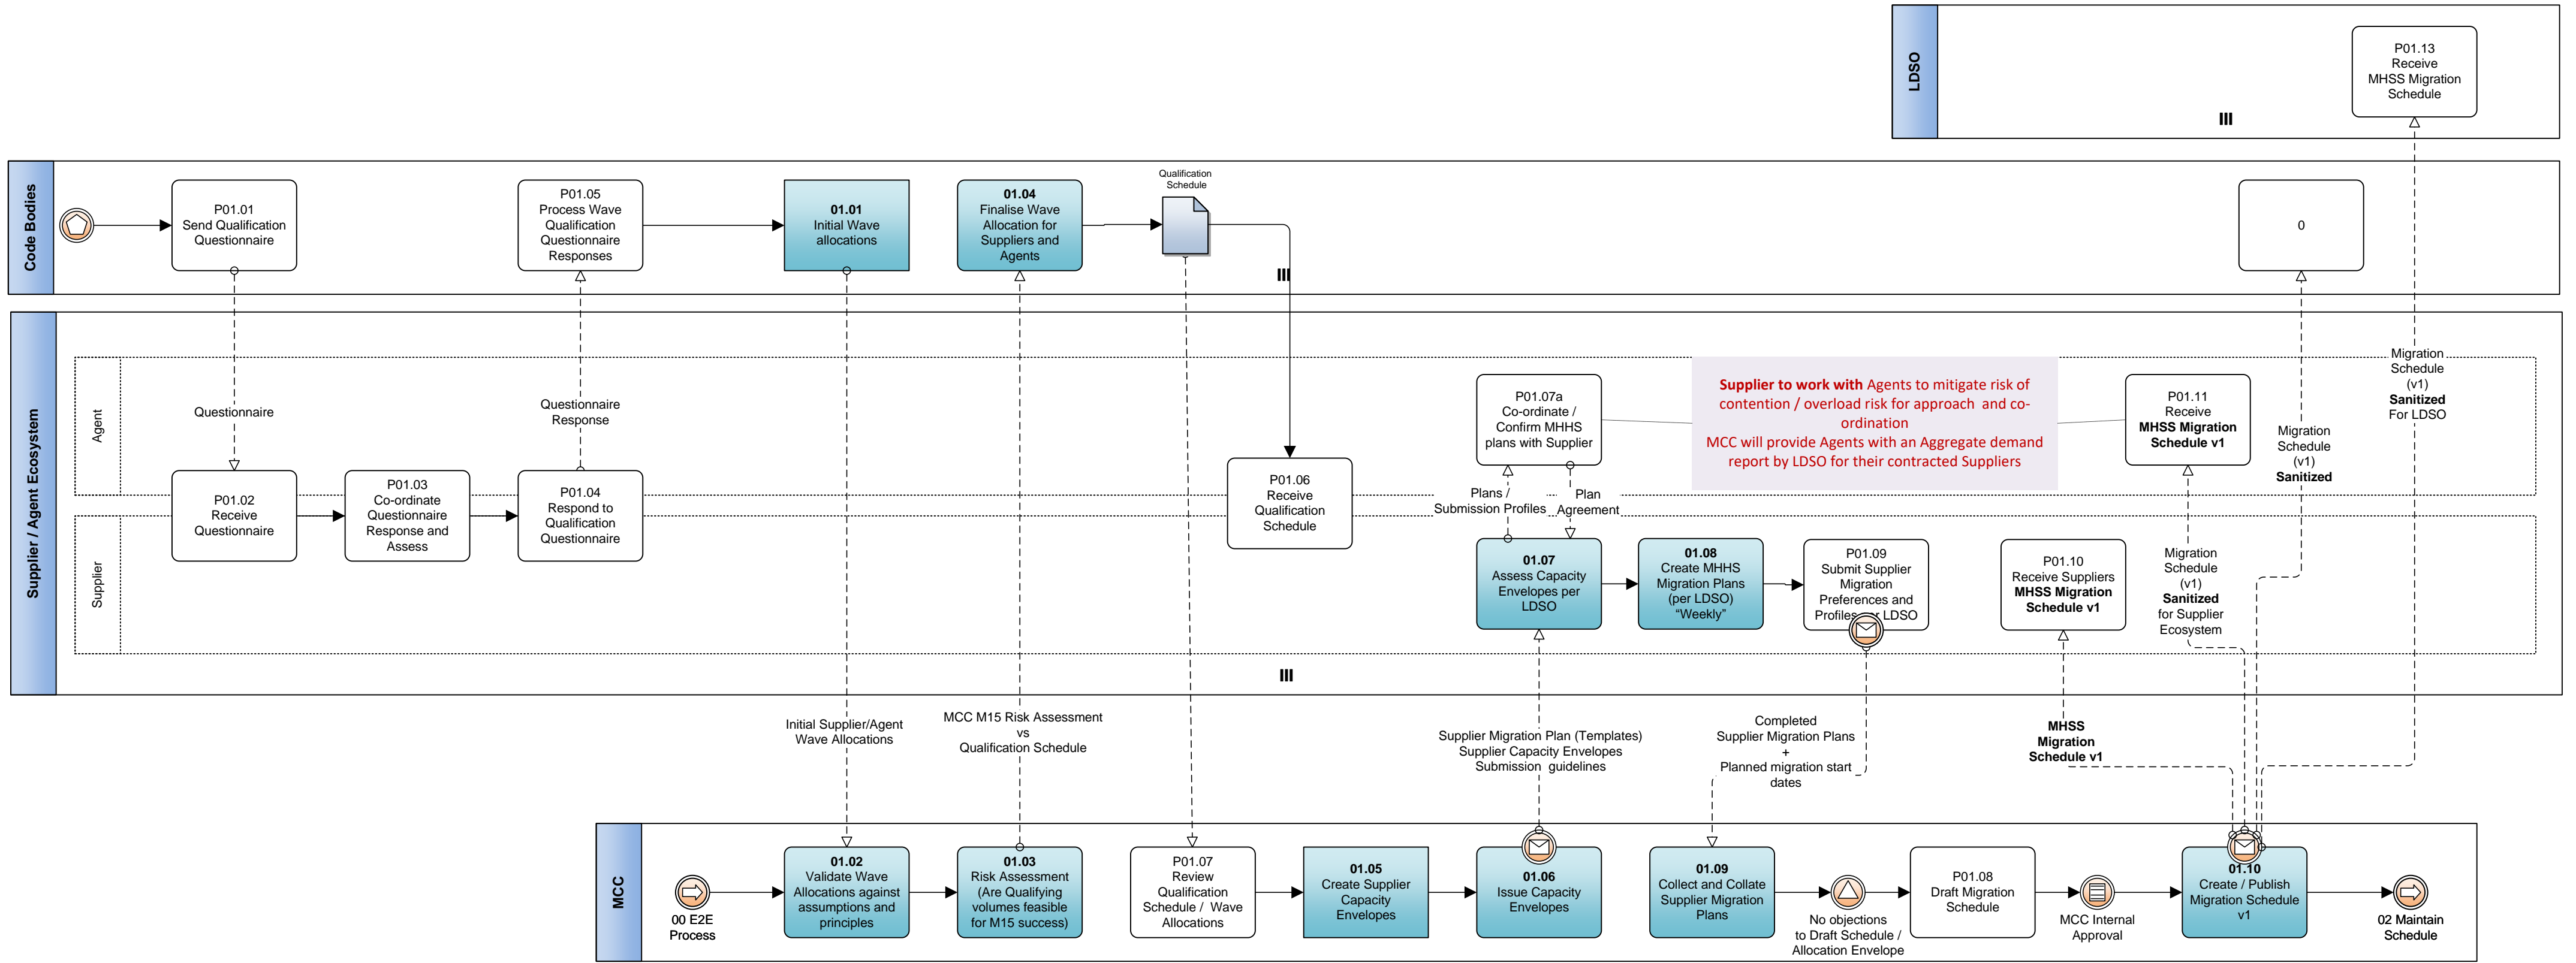 LDSO
P01.13
Receive
MHSS Migration
Schedule
Code Bodies
P01.01
Send Qualification
Questionnaire
P01.05
Process Wave
Qualification
Questionnaire
Responses
01.01
Initial Wave
allocations
01.04
Finalise Wave
Allocation for
Suppliers and
Agents
Qualification
Schedule
0
Supplier / Agent Ecosystem
Agent
Supplier
Questionnaire
Questionnaire
Response
P01.02
Receive
Questionnaire
P01.03
Co-ordinate
Questionnaire
Response and
Assess
P01.04
Respond to
Qualification
Questionnaire
P01.06
Receive
Qualification
Schedule
P01.07a
Co-ordinate /
Confirm MHHS
plans with Supplier
Supplier to work with Agents to mitigate risk of
contention / overload risk for approach and co-
ordination
MCC will provide Agents with an Aggregate demand
report by LDSO for their contracted Suppliers
P01.11
Receive
MHSS Migration
Schedule v1
Migration
Schedule
(v1)
Sanitized
Migration
Schedule
(v1)
Sanitized
For LDSO
Plans /
Submission Profiles
Plan
Agreement
01.07
Assess Capacity
Envelopes per
LDSO
01.08
Create MHHS
Migration Plans
(per LDSO)
“Weekly”
P01.09
Submit Supplier
Migration
Preferences and
Profiles LDSO
P01.10
Receive Suppliers
MHSS Migration
Schedule v1
Migration
Schedule
(v1)
Sanitized
for Supplier
Ecosystem
Initial Supplier/Agent
Wave Allocations
MCC M15 Risk Assessment
vs
Qualification Schedule
Supplier Migration Plan (Templates)
Supplier Capacity Envelopes
Submission guidelines
Completed
Supplier Migration Plans
+
Planned migration start
dates
MHSS
Migration
Schedule v1
MCC
00 E2E
Process
01.02
Validate Wave
Allocations against
assumptions and
principles
01.03
Risk Assessment
(Are Qualifying
volumes feasible
for M15 success)
P01.07
Review
Qualification
Schedule / Wave
Allocations
01.05
Create Supplier
Capacity
Envelopes
01.06
Issue Capacity
Envelopes
01.09
Collect and Collate
Supplier Migration
Plans
No objections
to Draft Schedule /
Allocation Envelope
P01.08
Draft Migration
Schedule
MCC Internal
Approval
01.10
Create / Publish
Migration Schedule
v1
02 Maintain
Schedule